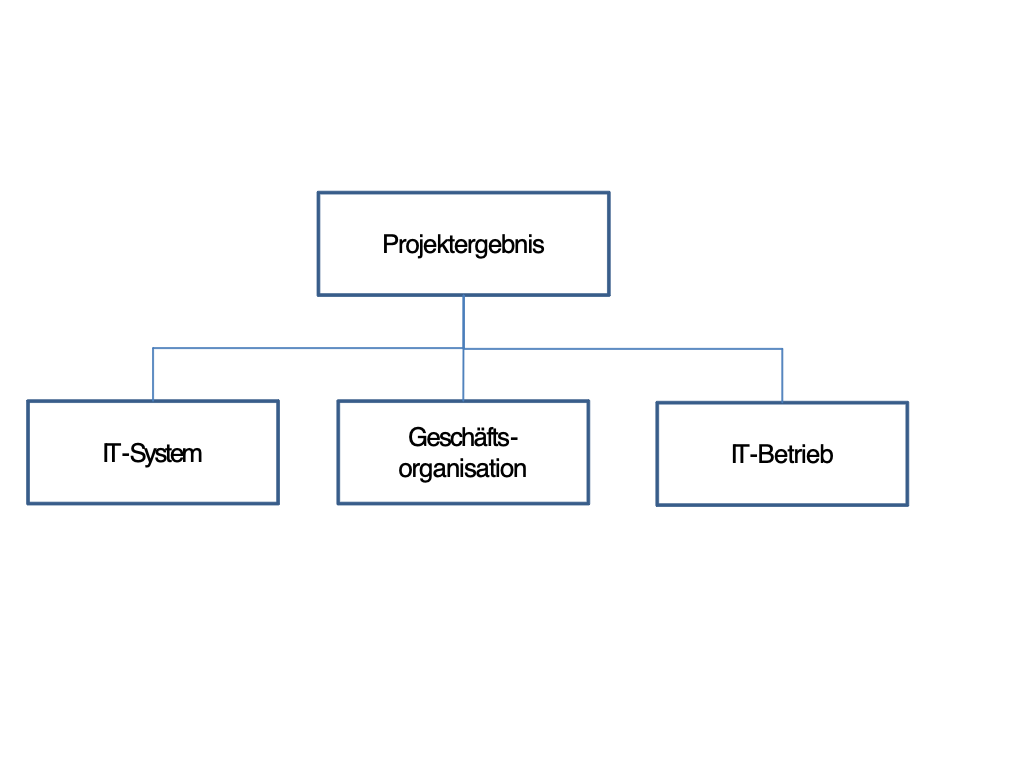 Projektergebnis
IT-System
Geschäfts-
organisation
IT-Betrieb